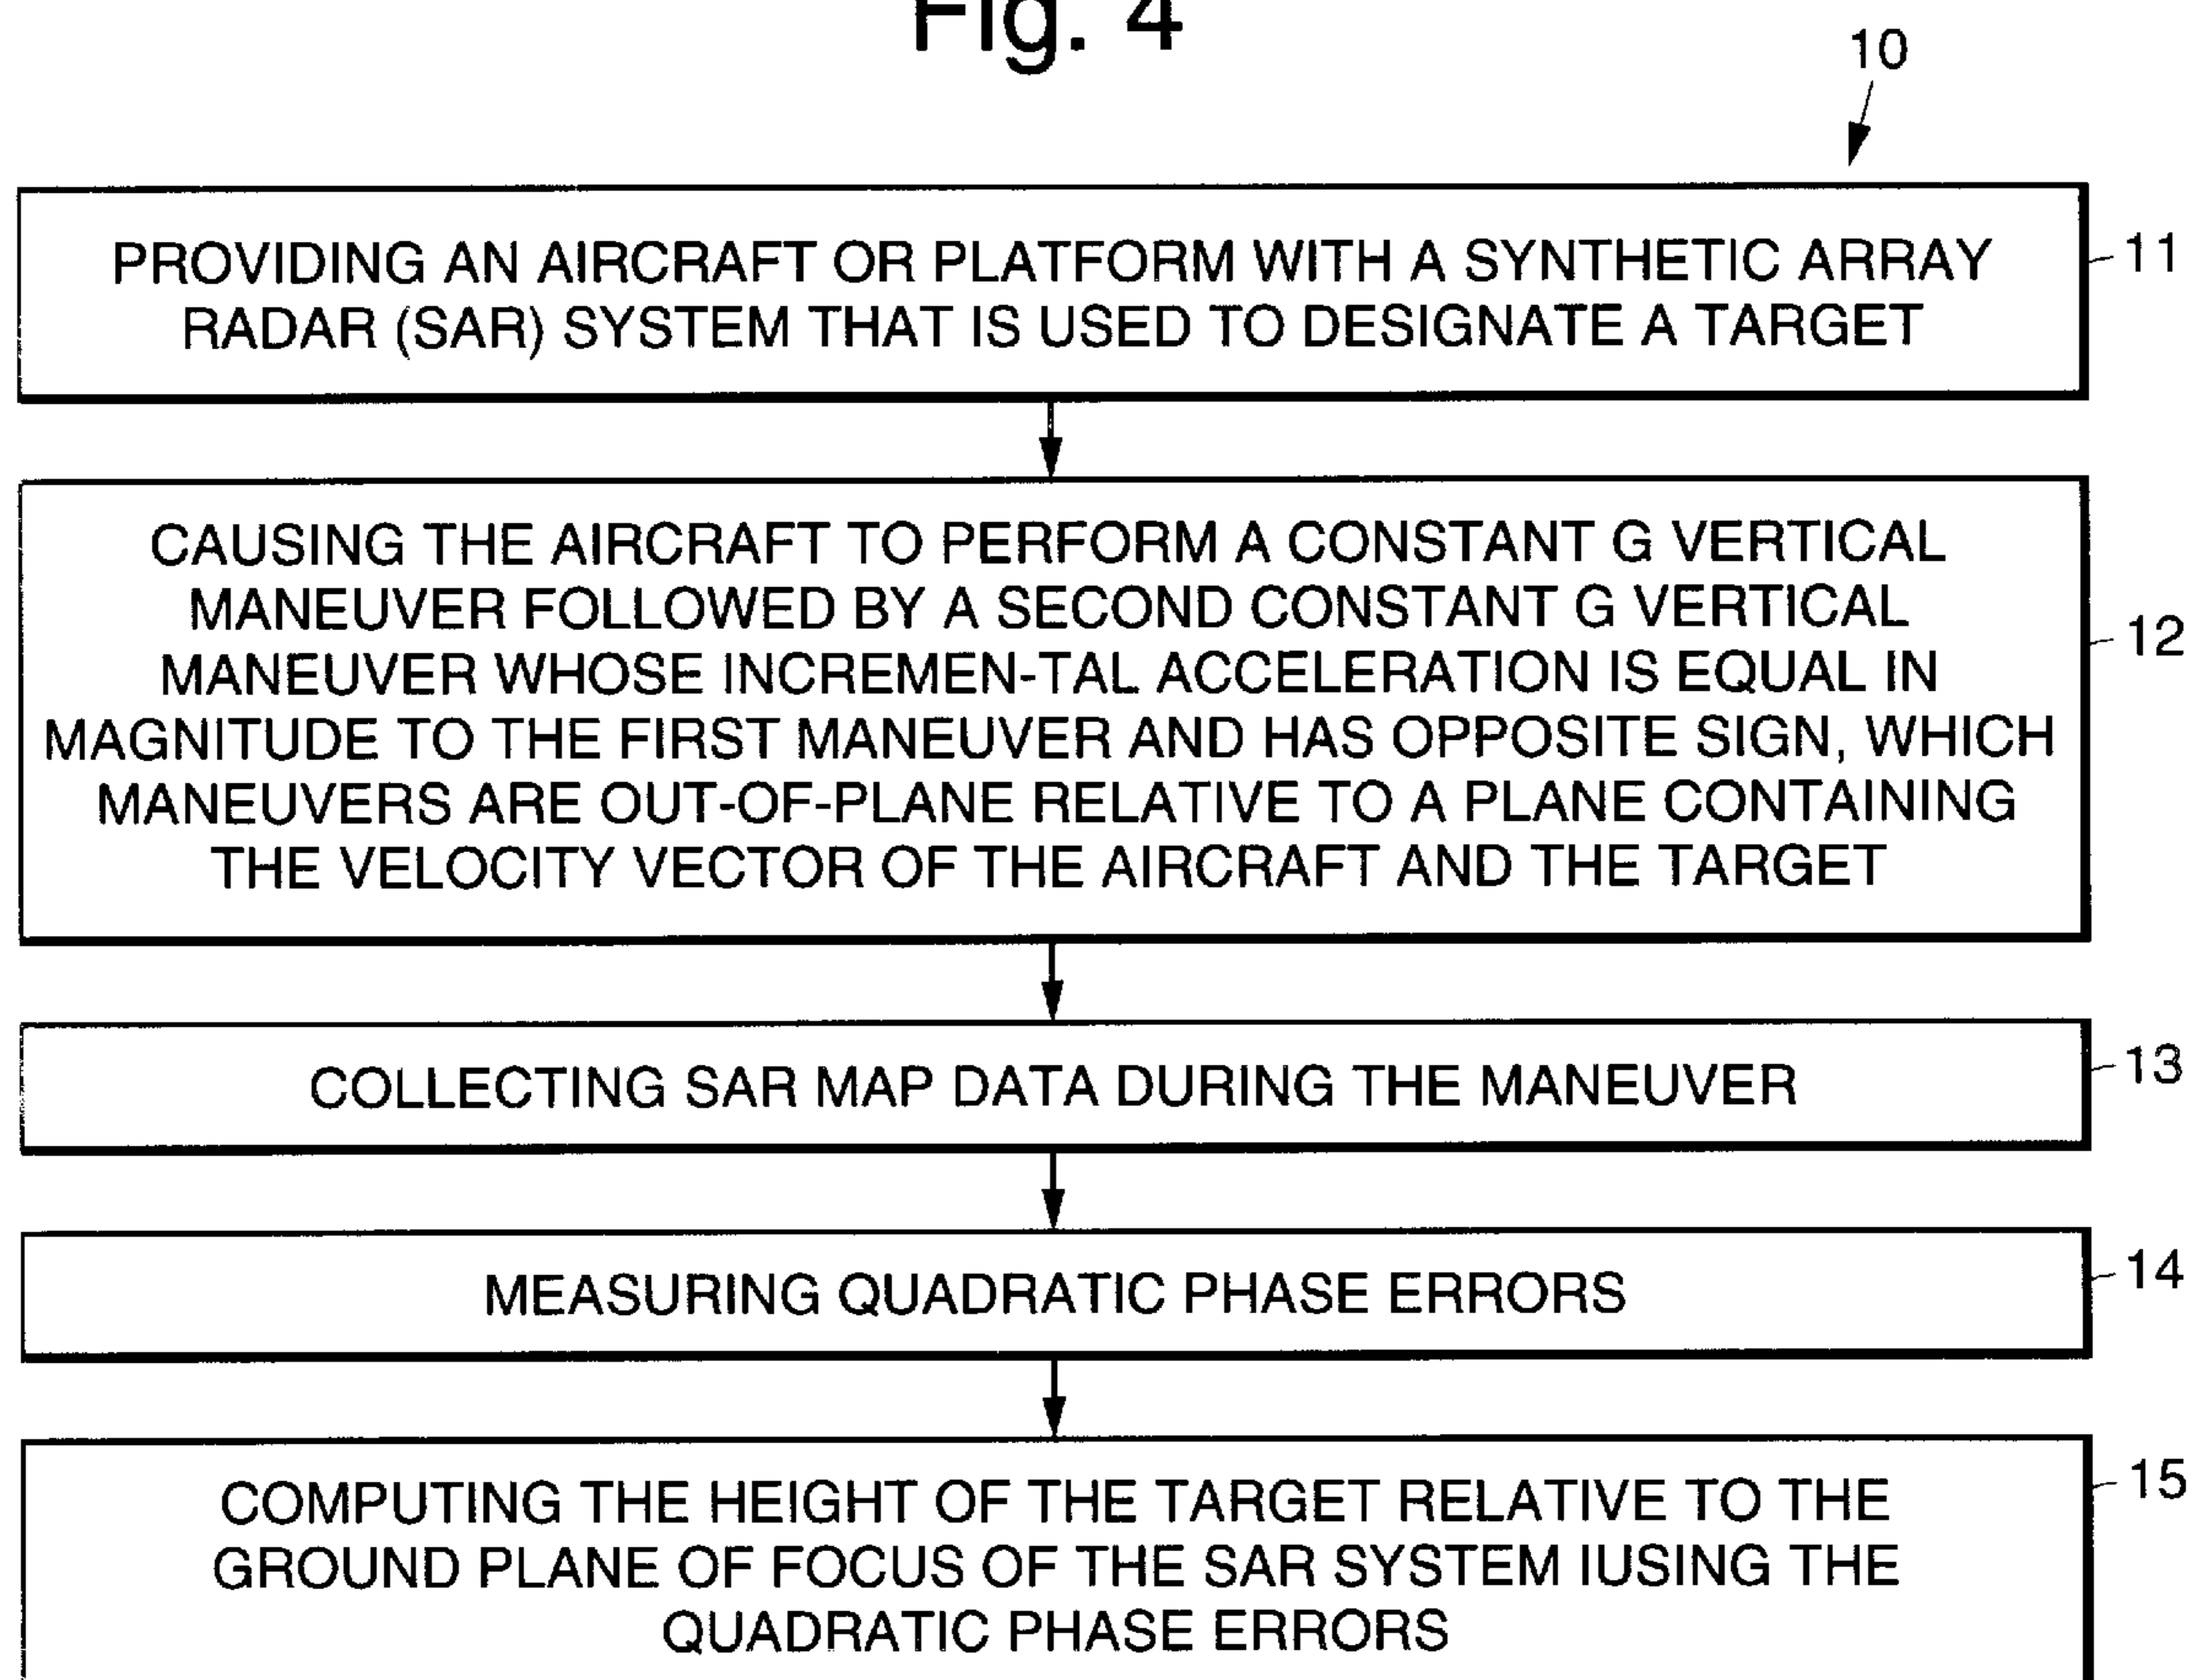 Fig. 4
10
PROVIDING AN AIRCRAFT OR PLATFORM WITH A SYNTHETIC ARRAY
RADAR (SAR) SYSTEM THAT IS USED TO DESIGNATE A TARGET
11
CAUSING THE AIRCRAFT TO PERFORM A CONSTANT G VERTICAL
MANEUVER FOLLOWED BY A SECOND CONSTANT G VERTICAL
MANEUVER WHOSE INCREMEN-TAL ACCELERATION IS EQUAL IN
MAGNITUDE TO THE FIRST MANEUVER AND HAS OPPOSITE SIGN, WHICH
MANEUVERS ARE OUT-OF-PLANE RELATIVE TO A PLANE CONTAINING
THE VELOCITY VECTOR OF THE AIRCRAFT AND THE TARGET
12
COLLECTING SAR MAP DATA DURING THE MANEUVER
13
MEASURING QUADRATIC PHASE ERRORS
14
COMPUTING THE HEIGHT OF THE TARGET RELATIVE TO THE
GROUND PLANE OF FOCUS OF THE SAR SYSTEM IUSING THE
QUADRATIC PHASE ERRORS
15